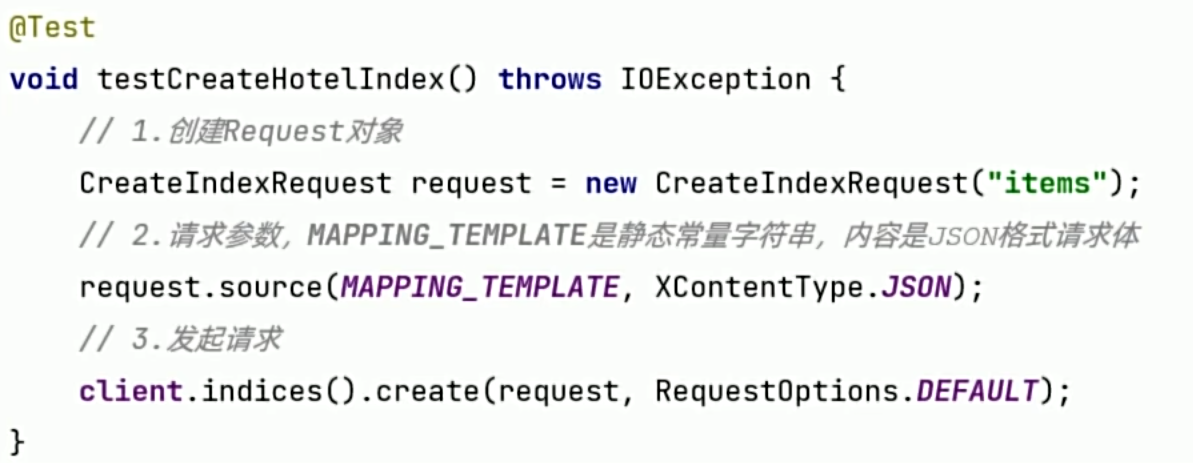 @Test
void testCreateHotelIndex() throws IOException {
    // 1.创建Request对象
    CreateIndexRequest request = new CreateIndexRequest("items");
    // 2.请求参数，MAPPING_TEMPLATE是静态常量字符串，内容是JSON格式请求体
    request.source(MAPPING_TEMPLATE, XContentType.JSON);
    // 3.发起请求
    client.indices().create(request, RequestOptions.DEFAULT);
}